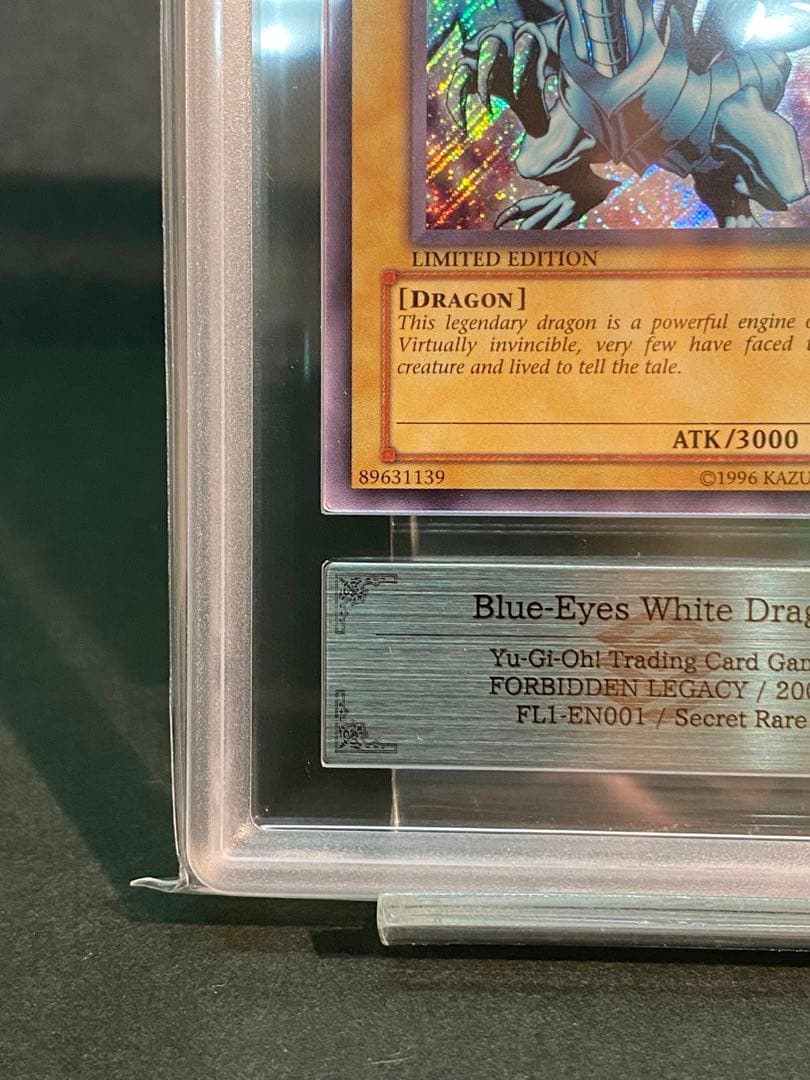 LIMITED EDITION
[DRAGON]
This legendary dragon is a powerful engine
Virtually invincible, very few have faced
creature and lived to tell the tale.
ATK/3000
89631139
©1996 KAZU
Blue-Eyes White Drag
Yu-Gi-Oh! Trading Card Gam
FORBIDDEN LEGACY / 200
FL1-EN001 / Secret Rare